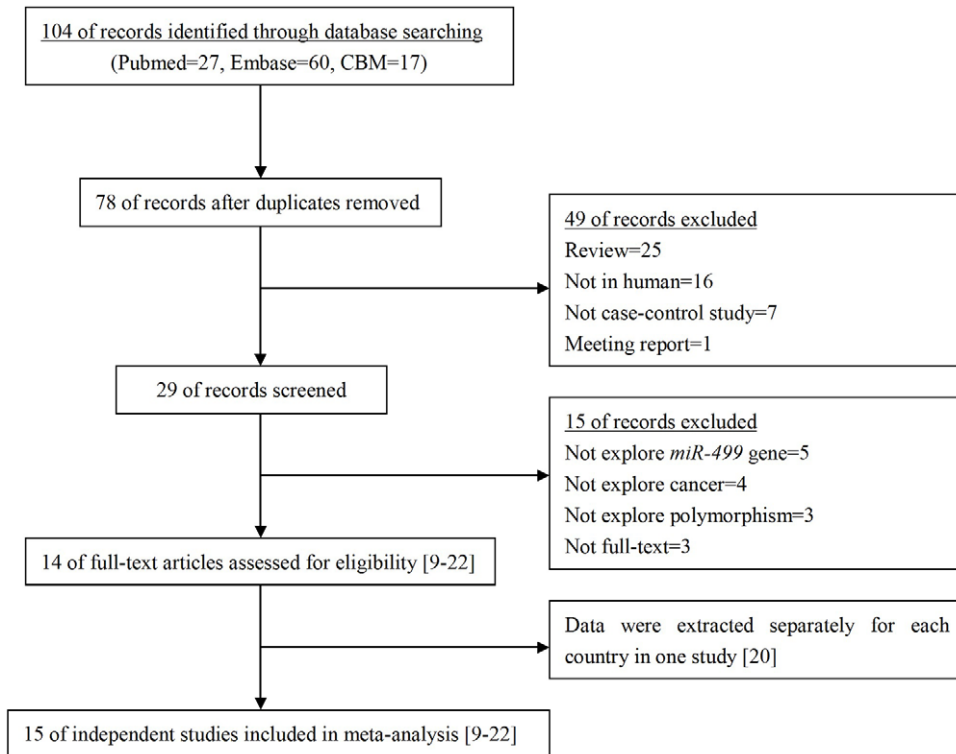 104 of records identified through database searching
(Pubmed=27, Embase=60, CBM=17)
78 of records after duplicates removed
49 of records excluded
Review=25
Not in human=16
Not case-control study=7
Meeting report=1
29 of records screened
15 of records excluded
Not explore miR-499 gene=5
Not explore cancer=4
Not explore polymorphism=3
Not full-text=3
14 of full-text articles assessed for eligibility [9-22]
Data were extracted separately for each
country in one study [20]
15 of independent studies included in meta-analysis [9-22]